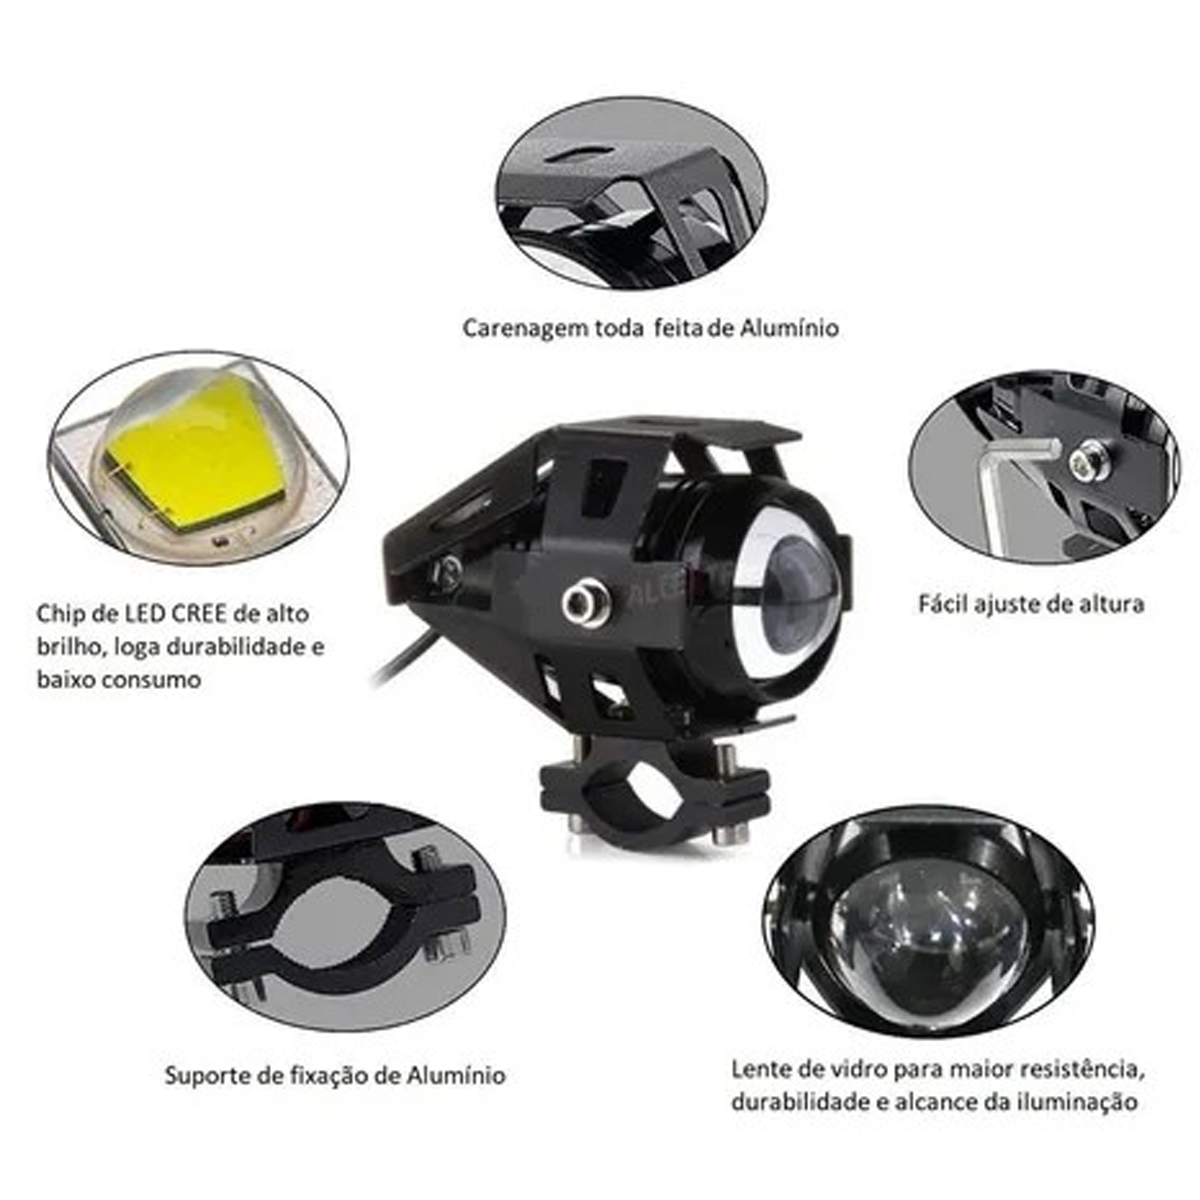 Carenagem toda feita de Alumínio
Chip de LED CREE de alto
brilho, loga durabilidade e
baixo consumo
Fácil ajuste de altura
Suporte de fixação de Alumínio
Lente de vidro para maior resistência,
durabilidade e alcance da iluminação